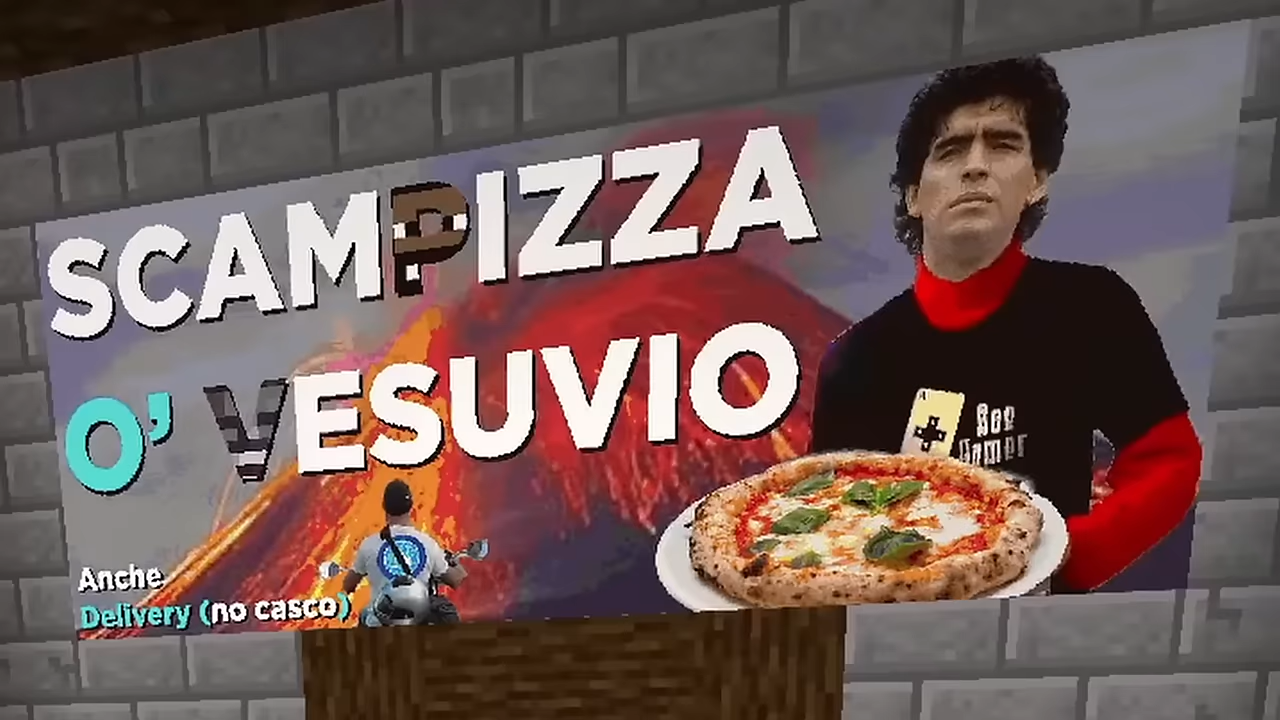 SCAMPIZZA
O' VESUVIO
Anche
Delivery (no casco)
A